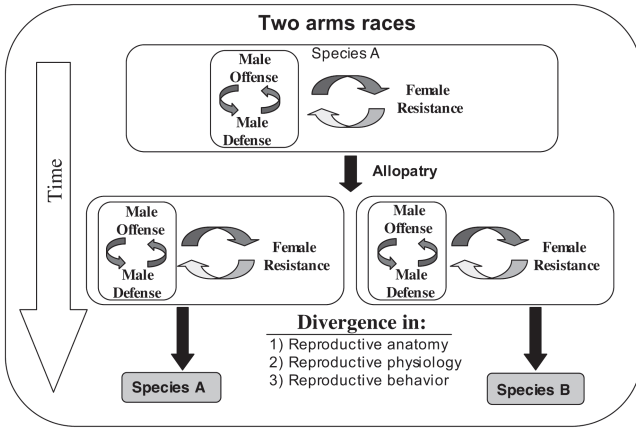 Two arms races
Species A
Male
Offense
Male
Defense
Female
Resistance
Time
Allopatry
Male
Offense
Male
Defense
Female
Resistance
Male
Offense
Male
Defense
Female
Resistance
Divergence in:
1) Reproductive anatomy
2) Reproductive physiology
3) Reproductive behavior
Species A
Species B